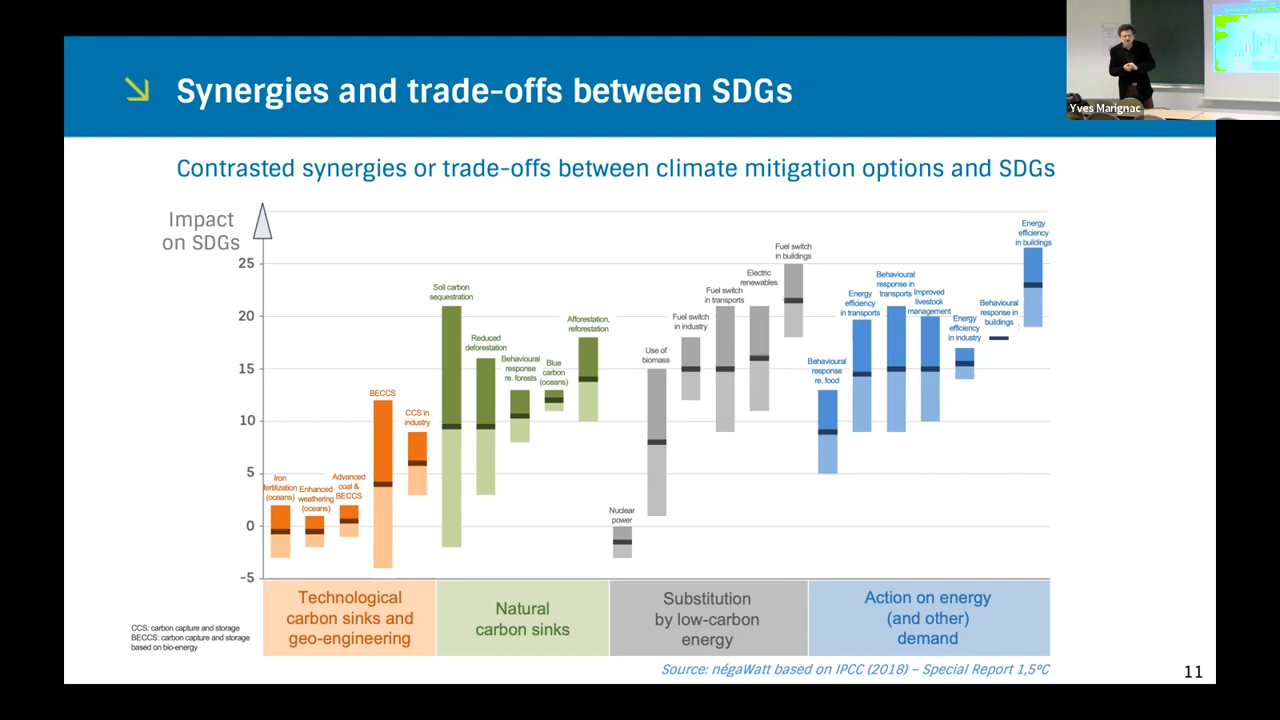 Synergies and trade-offs between SDGs
Yves Marignac
Contrasted synergies or trade-offs between climate mitigation options and SDGs
Impact
on SDGs
25
20
15
10
5
0
-5
Iron
fertilization
(oceans)
Enhanced
weathering
(oceans)
Advanced
coal &
BECCS
BECCS
CCS in
industry
Soil carbon
sequestration
Reduced
deforestation
Behavioural
response
re. forests
Blue
carbon
(oceans)
Afforestation,
reforestation
Nuclear
power
Use of
biomass
Fuel switch
in industry
Fuel switch
in transports
Electric
renewables
Fuel switch
in buildings
Behavioural
response
re. food
Energy
efficiency
in transports
Behavioural
response in
transports
Improved
livestock
management
Energy
efficiency
in industry
Behavioural
response in
buildings
Energy
efficiency
in buildings
Technological
carbon sinks and
geo-engineering
Natural
carbon sinks
Substitution
by low-carbon
energy
Action on energy
(and other)
demand
CCS: carbon capture and storage
BECCS: carbon capture and storage
based on bio-energy
Source: négaWatt based on IPCC (2018) – Special Report 1,5°C
11